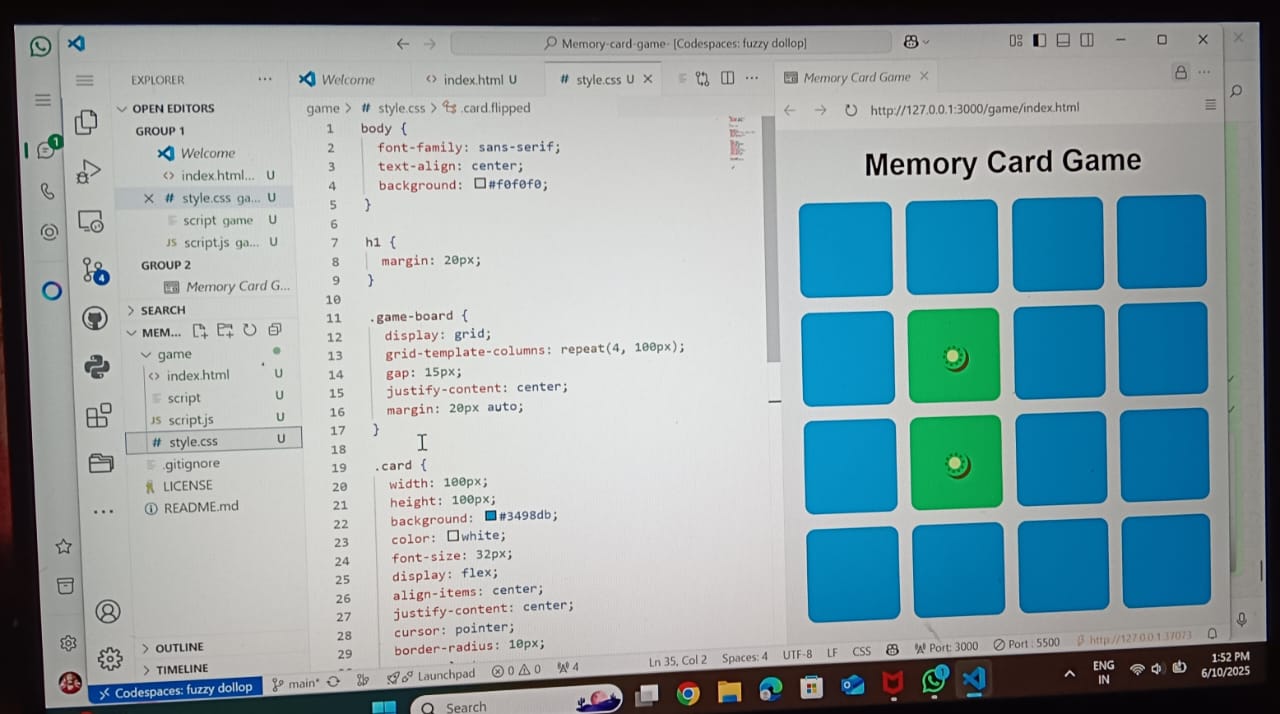 Memory-card-game- [Codespaces: fuzzy dollop]
EXPLORER
OPEN EDITORS
GROUP 1
Welcome
index.html... U
style.css ga... U
script game U
script.js ga... U
GROUP 2
Memory Card G...
SEARCH
MEM...
game
index.html U
script U
JS script.js U
# style.css U
.gitignore
LICENSE
README.md
OUTLINE
TIMELINE
Welcome
index.html U
# style.css U
game > # style.css > .card.flipped
1 body {
2 font-family: sans-serif;
3 text-align: center;
4 background: #f0f0f0;
5 }
6
7 h1 {
8 margin: 20px;
9 }
10
11 .game-board {
12 display: grid;
13 grid-template-columns: repeat(4, 100px);
14 gap: 15px;
15 justify-content: center;
16 margin: 20px auto;
17 }
18
19 .card {
20 width: 100px;
21 height: 100px;
22 background: #3498db;
23 color: white;
24 font-size: 32px;
25 display: flex;
26 align-items: center;
27 justify-content: center;
28 cursor: pointer;
29 border-radius: 10px;
Memory Card Game
http://127.0.0.1:3000/game/index.html
Memory Card Game
Codespaces: fuzzy dollop
main*
Launchpad
0 0
4
Ln 35, Col 2
Spaces: 4
UTF-8
LF
CSS
Port: 3000
Port : 5500
http://127.0.0.1:37073
Search
ENG
IN
1:52 PM
6/10/2025